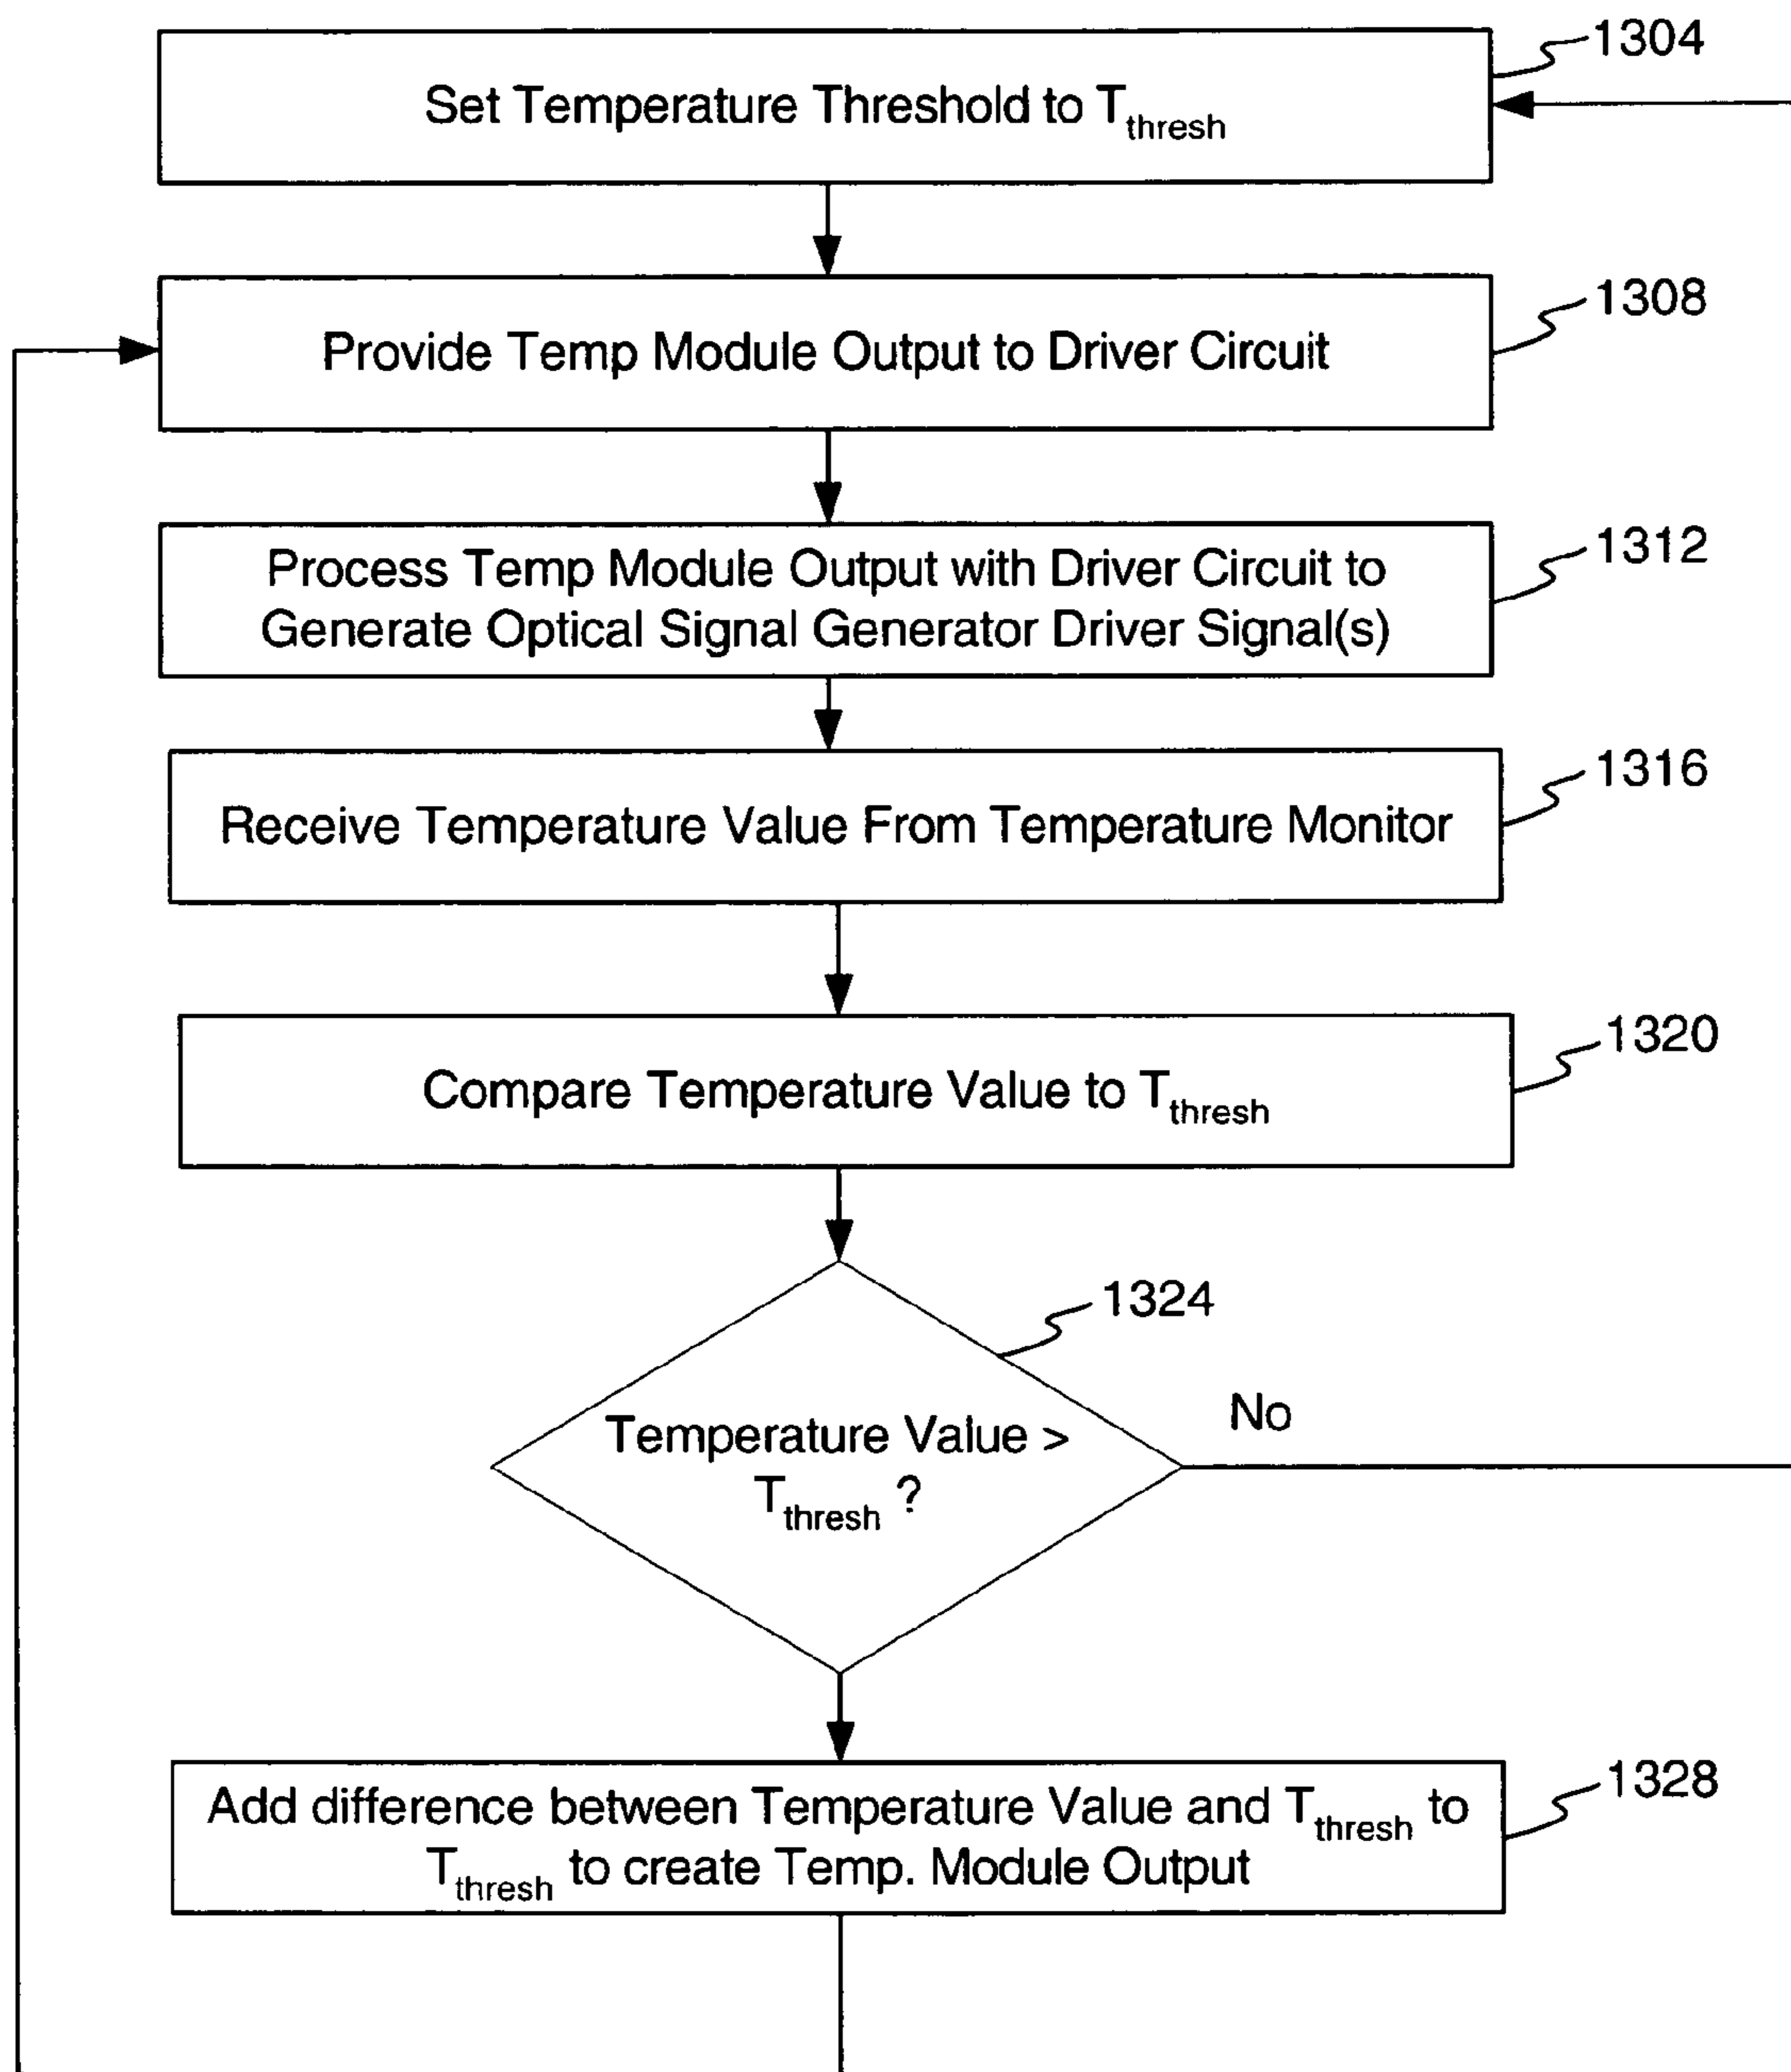 1304
Set Temperature Threshold to Tthresh
1308
Provide Temp Module Output to Driver Circuit
1312
Process Temp Module Output with Driver Circuit to
Generate Optical Signal Generator Driver Signal(s)
1316
Receive Temperature Value From Temperature Monitor
1320
Compare Temperature Value to Tthresh
1324
No
Temperature Value >
Tthresh ?
1328
Add difference between Temperature Value and Tthresh to
Tthresh to create Temp. Module Output